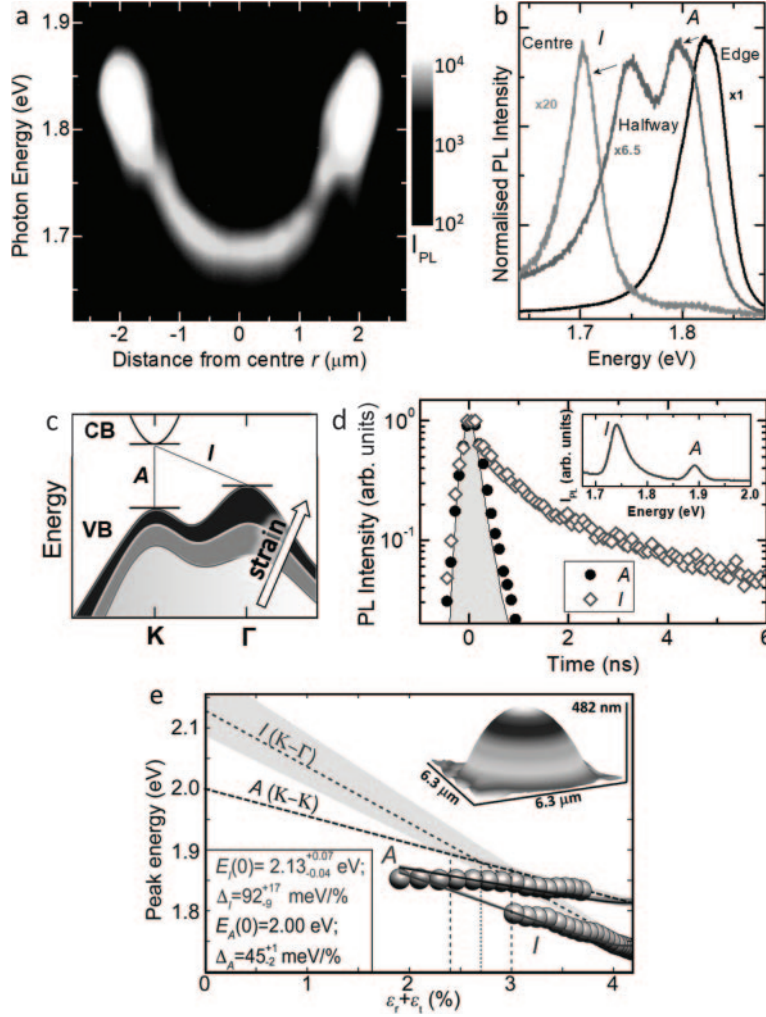 a
Photon Energy (eV)
1.8
1.7
-2 -1 0 1 2
Distance from centre r (μm)
10⁴
10³
10²
I_PL
b
Normalised PL Intensity
Centre
I
A
Edge
x20
Halfway
x6.5
x1
1.7 1.8
Energy (eV)
c
Energy
CB
A
I
VB
strain
K Γ
d
PL Intensity (arb. units)
10⁰
10⁻¹
I_PL (arb. units)
I
A
1.7 1.8 1.9 2.0
Energy (eV)
A
I
0 2 4 6
Time (ns)
e
Peak energy (eV)
2.1
2.0
1.9
1.8
I (K−Γ)
A (K−K)
482 nm
6.3 μm
6.3 μm
A
I
E_I(0)= 2.13 +0.07 -0.04 eV;
Δ_I=92 +17 -9 meV/%
E_A(0)=2.00 eV;
Δ_A=45 +1 -2 meV/%
0 1 2 3 4
ε_r+ε_t (%)